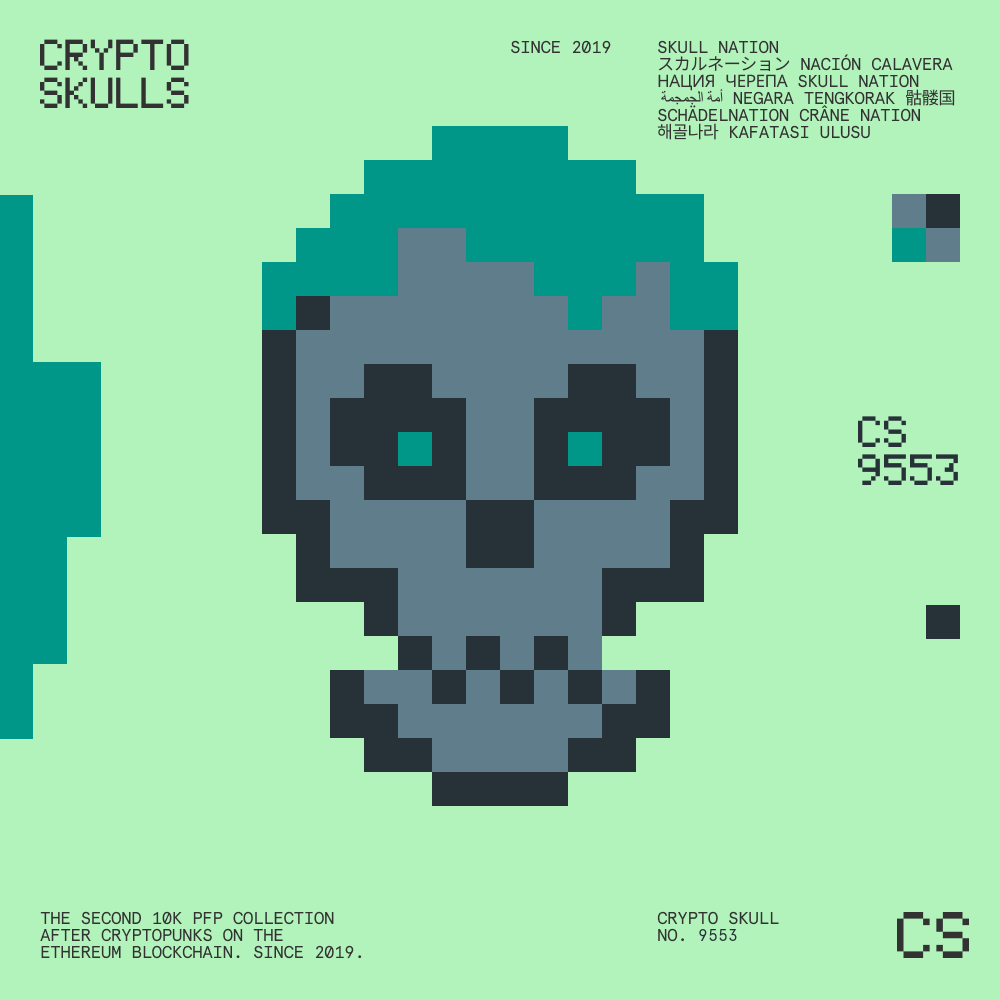 CRYPTO
SKULLS
SINCE 2019
SKULL NATION
スカルネーション NACIÓN CALAVERA
НАЦИЯ ЧЕРЕПА SKULL NATION
أمة الجمجمة NEGARA TENGKORAK 骷髅国
SCHÄDELNATION CRÂNE NATION
해골나라 KAFATASI ULUSU
CS
9553
THE SECOND 10K PFP COLLECTION
AFTER CRYPTOPUNKS ON THE
ETHEREUM BLOCKCHAIN. SINCE 2019.
CRYPTO SKULL
NO. 9553
CS